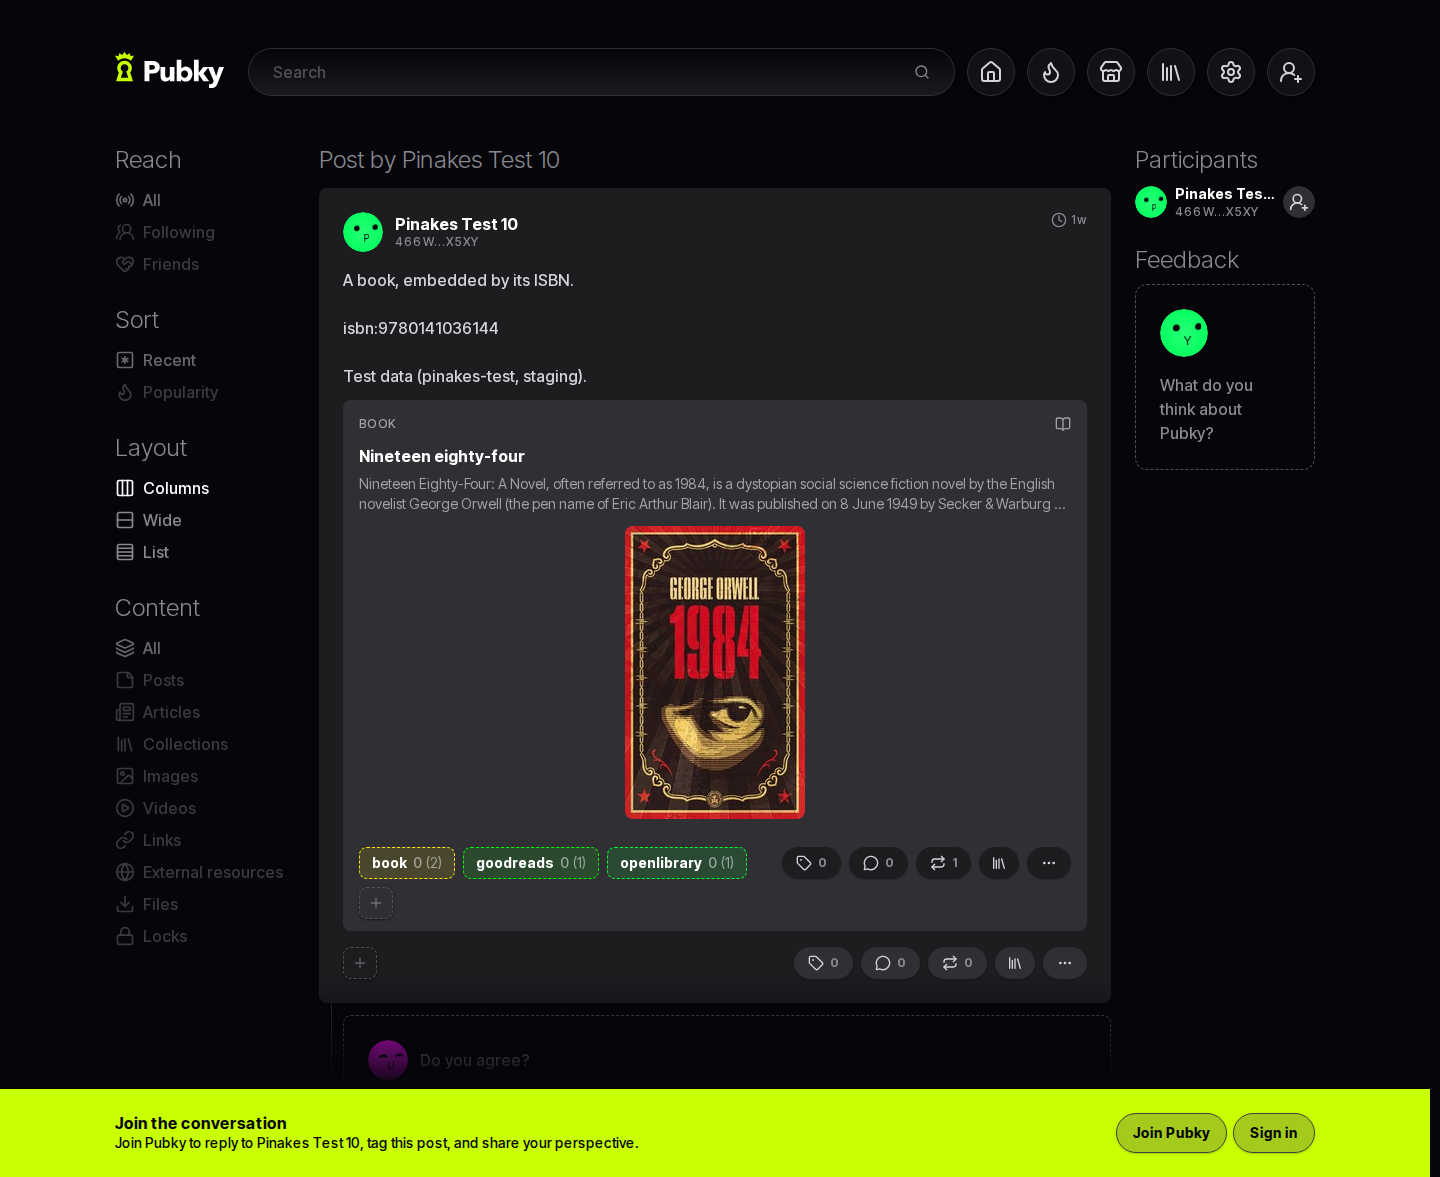 Pubky
Search
Reach
All
Following
Friends
Sort
Recent
Popularity
Layout
Columns
Wide
List
Content
All
Posts
Articles
Collections
Images
Videos
Links
External resources
Files
Locks
Post by Pinakes Test 10
P
Pinakes Test 10
466W...X5XY
1w
A book, embedded by its ISBN.
isbn:9780141036144
Test data (pinakes-test, staging).
BOOK
Nineteen eighty-four
Nineteen Eighty-Four: A Novel, often referred to as 1984, is a dystopian social science fiction novel by the English
novelist George Orwell (the pen name of Eric Arthur Blair). It was published on 8 June 1949 by Secker & Warburg ...
GEORGE ORWELL
1984
book 0 (2)
goodreads 0 (1)
openlibrary 0 (1)
0
0
1
0
0
0
Do you agree?
Participants
P
Pinakes Tes...
466W...X5XY
Feedback
Y
What do you
think about
Pubky?
Join the conversation
Join Pubky to reply to Pinakes Test 10, tag this post, and share your perspective.
Join Pubky
Sign in